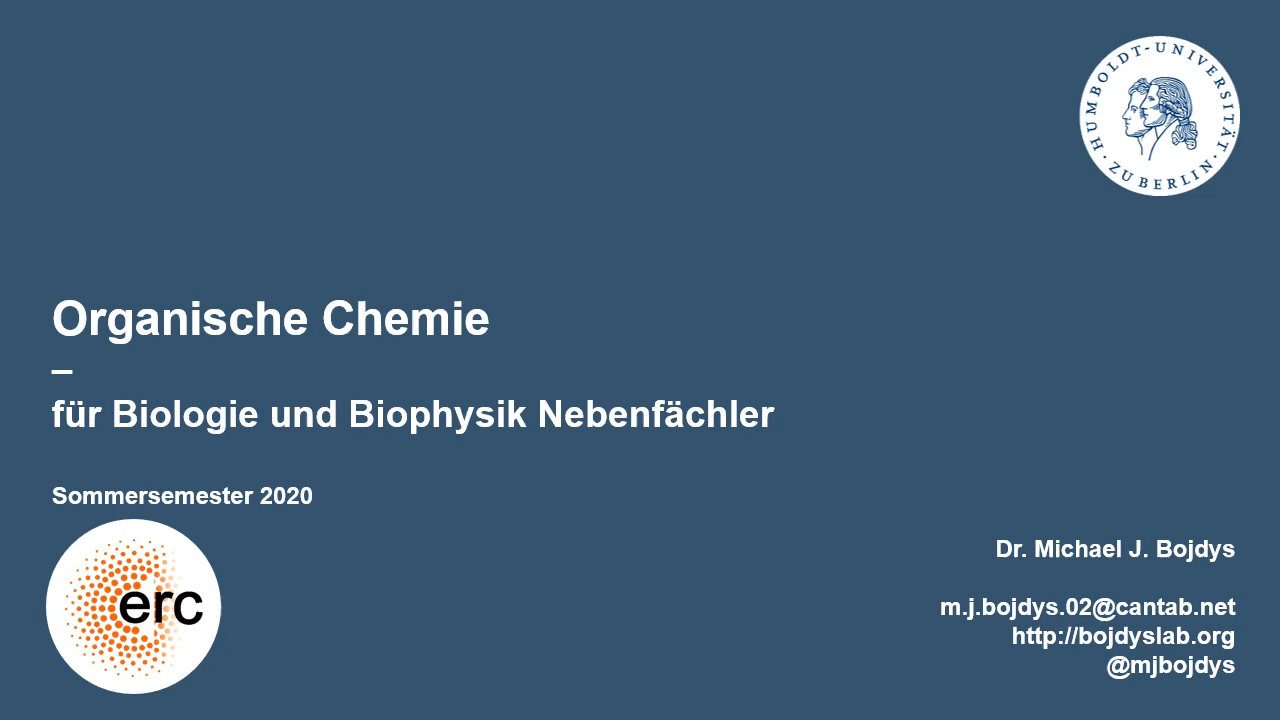 HUMBOLDT-UNIVERSITÄT · ZU BERLIN ·
Organische Chemie
–
für Biologie und Biophysik Nebenfächler
Sommersemester 2020
erc
Dr. Michael J. Bojdys
m.j.bojdys.02@cantab.net
http://bojdyslab.org
@mjbojdys